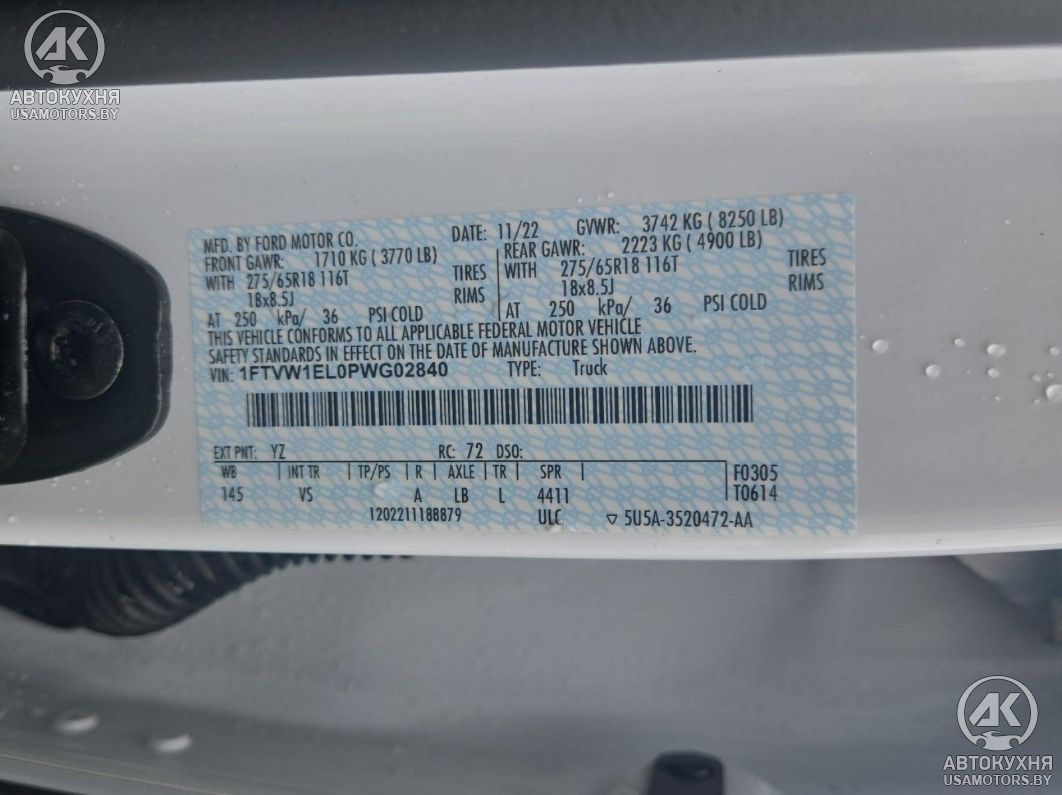 AK
АВТОКУХНЯ
USAMOTORS.BY
MFD. BY FORD MOTOR CO. DATE: 11/22 GVWR: 3742 KG ( 8250 LB)
FRONT GAWR: 1710 KG ( 3770 LB) REAR GAWR: 2223 KG ( 4900 LB)
WITH 275/65R18 116T TIRES WITH 275/65R18 116T TIRES
18x8.5J RIMS 18x8.5J RIMS
AT 250 kPa/ 36 PSI COLD AT 250 kPa/ 36 PSI COLD
THIS VEHICLE CONFORMS TO ALL APPLICABLE FEDERAL MOTOR VEHICLE
SAFETY STANDARDS IN EFFECT ON THE DATE OF MANUFACTURE SHOWN ABOVE.
VIN: 1FTVW1EL0PWG02840 TYPE: Truck
EXT PNT: YZ RC: 72 DSO:
WB INT TR TP/PS R AXLE TR SPR F0305
145 VS A LB L 4411 T0614
1202211188879 ULC ▽ 5U5A-3520472-AA
AK
АВТОКУХНЯ
USAMOTORS.BY